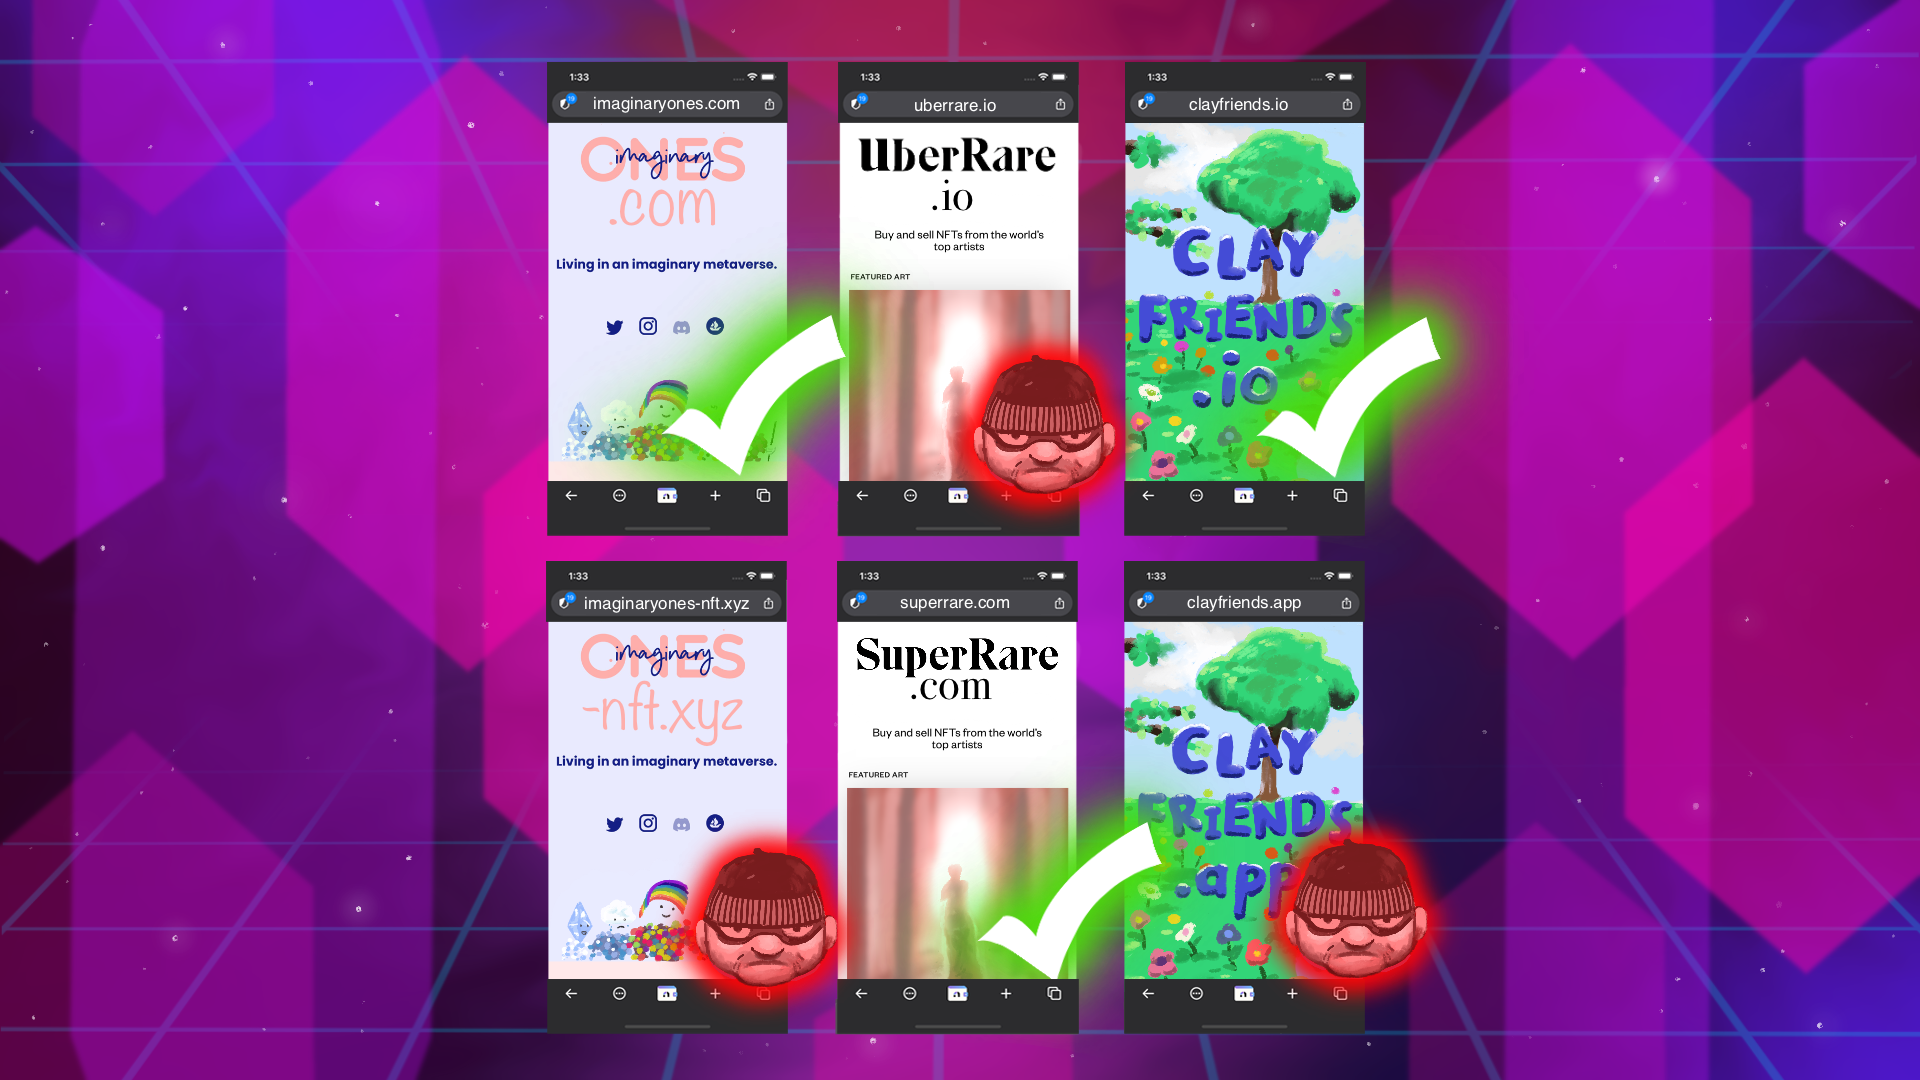 1:33
imaginaryones.com
ONES
imaginary
.com
Living in an imaginary metaverse.
1:33
uberrare.io
UberRare
.io
Buy and sell NFTs from the world's
top artists
FEATURED ART
1:33
clayfriends.io
CLAY
FRIENDS
.io
1:33
imaginaryones-nft.xyz
ONES
imaginary
-nft.xyz
Living in an imaginary metaverse.
1:33
superrare.com
SuperRare
.com
Buy and sell NFTs from the world's
top artists
FEATURED ART
1:33
clayfriends.app
CLAY
FRIENDS
.app